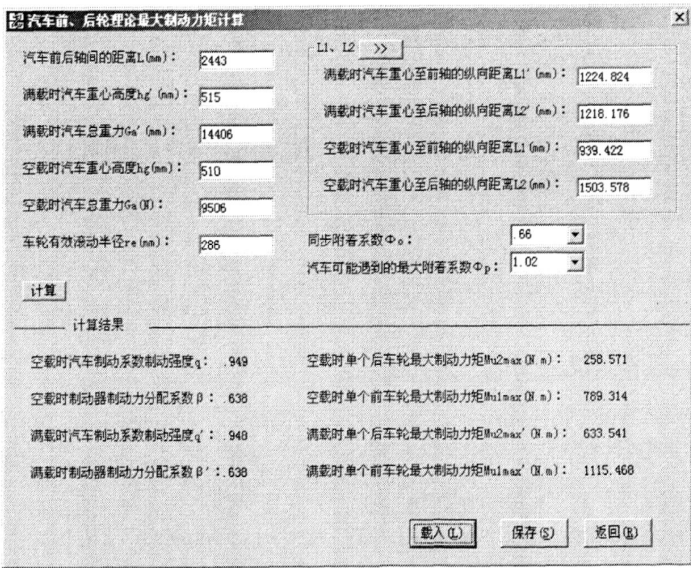 汽车前、后轮理论最大制动力矩计算
汽车前后轴间的距离L(mm): 2443
满载时汽车重心高度hg'(mm): 515
满载时汽车总重力Ga'(mm): 14406
空载时汽车重心高度hg(mm): 510
空载时汽车总重力Ga(N): 9506
车轮有效滚动半径re(mm): 286
L1、L2 >>
满载时汽车重心至前轴的纵向距离L1'(mm): 1224.824
满载时汽车重心至后轴的纵向距离L2'(mm): 1218.176
空载时汽车重心至前轴的纵向距离L1(mm): 939.422
空载时汽车重心至后轴的纵向距离L2(mm): 1503.578
同步附着系数Φo: .66
汽车可能遇到的最大附着系数Φp: 1.02
计算
计算结果
空载时汽车制动系数制动强度q: .949
空载时制动器制动力分配系数β: .638
满载时汽车制动系数制动强度q': .948
满载时制动器制动力分配系数β': .638
空载时单个后车轮最大制动力矩Mu2max(N.m): 258.571
空载时单个前车轮最大制动力矩Mu1max(N.m): 789.314
满载时单个后车轮最大制动力矩Mu2max'(N.m): 633.541
满载时单个前车轮最大制动力矩Mu1max'(N.m): 1115.468
载入(L) 保存(S) 返回(R)